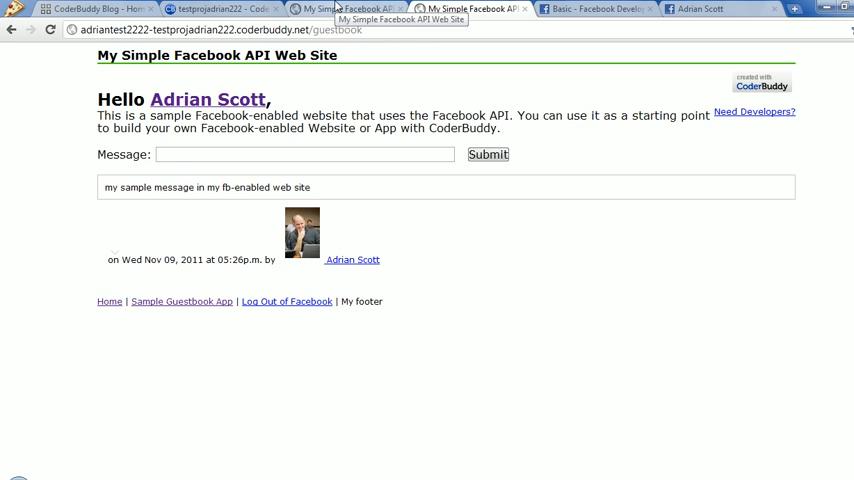 CoderBuddy Blog - Hom
testprojadrian222 - Code
My Simple Facebook API
My Simple Facebook API
Basic - Facebook Develop
Adrian Scott
My Simple Facebook API Web Site
adriantest2222-testprojadrian222.coderbuddy.net/guestbook
My Simple Facebook API Web Site
created with
CoderBuddy
Hello Adrian Scott,
This is a sample Facebook-enabled website that uses the Facebook API. You can use it as a starting point
to build your own Facebook-enabled Website or App with CoderBuddy.
Need Developers?
Message:
Submit
my sample message in my fb-enabled web site
on Wed Nov 09, 2011 at 05:26p.m. by Adrian Scott
Home | Sample Guestbook App | Log Out of Facebook | My footer